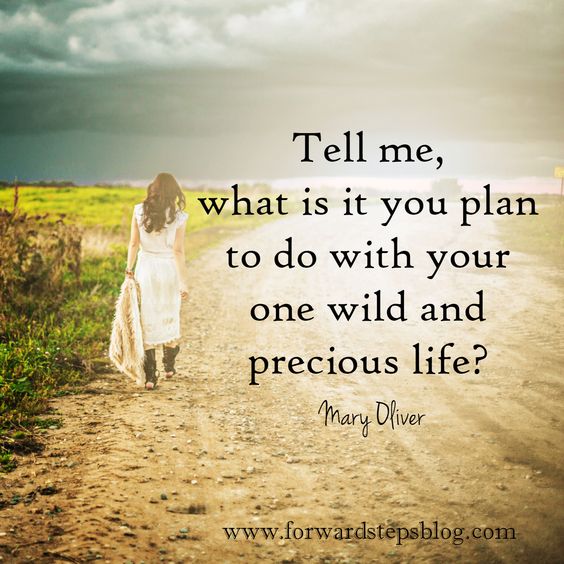 Tell me,
what is it you plan
to do with your
one wild and
precious life?
Mary Oliver
www.forwardstepsblog.com